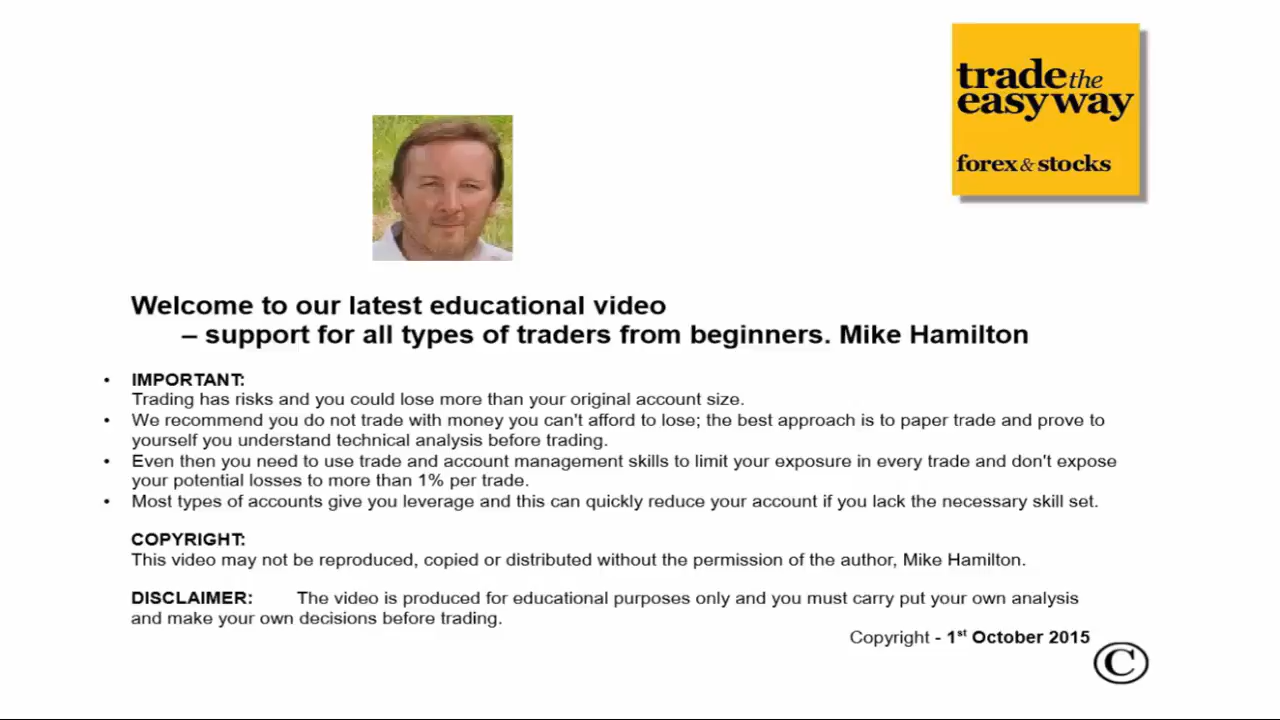 trade the
easyway
forex & stocks
Welcome to our latest educational video
– support for all types of traders from beginners. Mike Hamilton
• IMPORTANT:
Trading has risks and you could lose more than your original account size.
• We recommend you do not trade with money you can't afford to lose; the best approach is to paper trade and prove to
yourself you understand technical analysis before trading.
• Even then you need to use trade and account management skills to limit your exposure in every trade and don't expose
your potential losses to more than 1% per trade.
• Most types of accounts give you leverage and this can quickly reduce your account if you lack the necessary skill set.
COPYRIGHT:
This video may not be reproduced, copied or distributed without the permission of the author, Mike Hamilton.
DISCLAIMER: The video is produced for educational purposes only and you must carry put your own analysis
and make your own decisions before trading.
Copyright - 1st October 2015
©